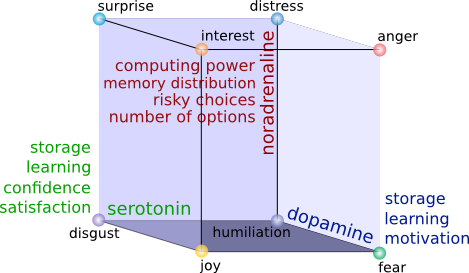 surprise
distress
interest
anger
computing power
memory distribution
risky choices
number of options
noradrenaline
storage
learning
confidence
satisfaction
serotonin
dopamine
storage
learning
motivation
disgust
humiliation
joy
fear